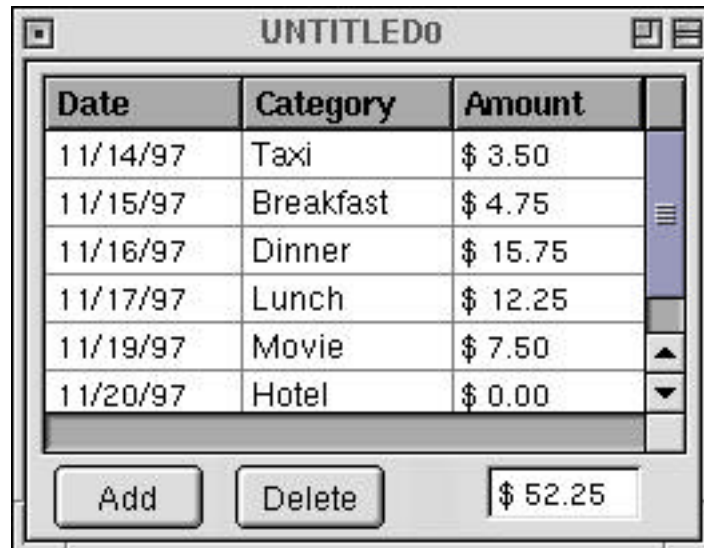 UNTITLED0
Date Category Amount
11/14/97 Taxi $ 3.50
11/15/97 Breakfast $ 4.75
11/16/97 Dinner $ 15.75
11/17/97 Lunch $ 12.25
11/19/97 Movie $ 7.50
11/20/97 Hotel $ 0.00
Add Delete $ 52.25